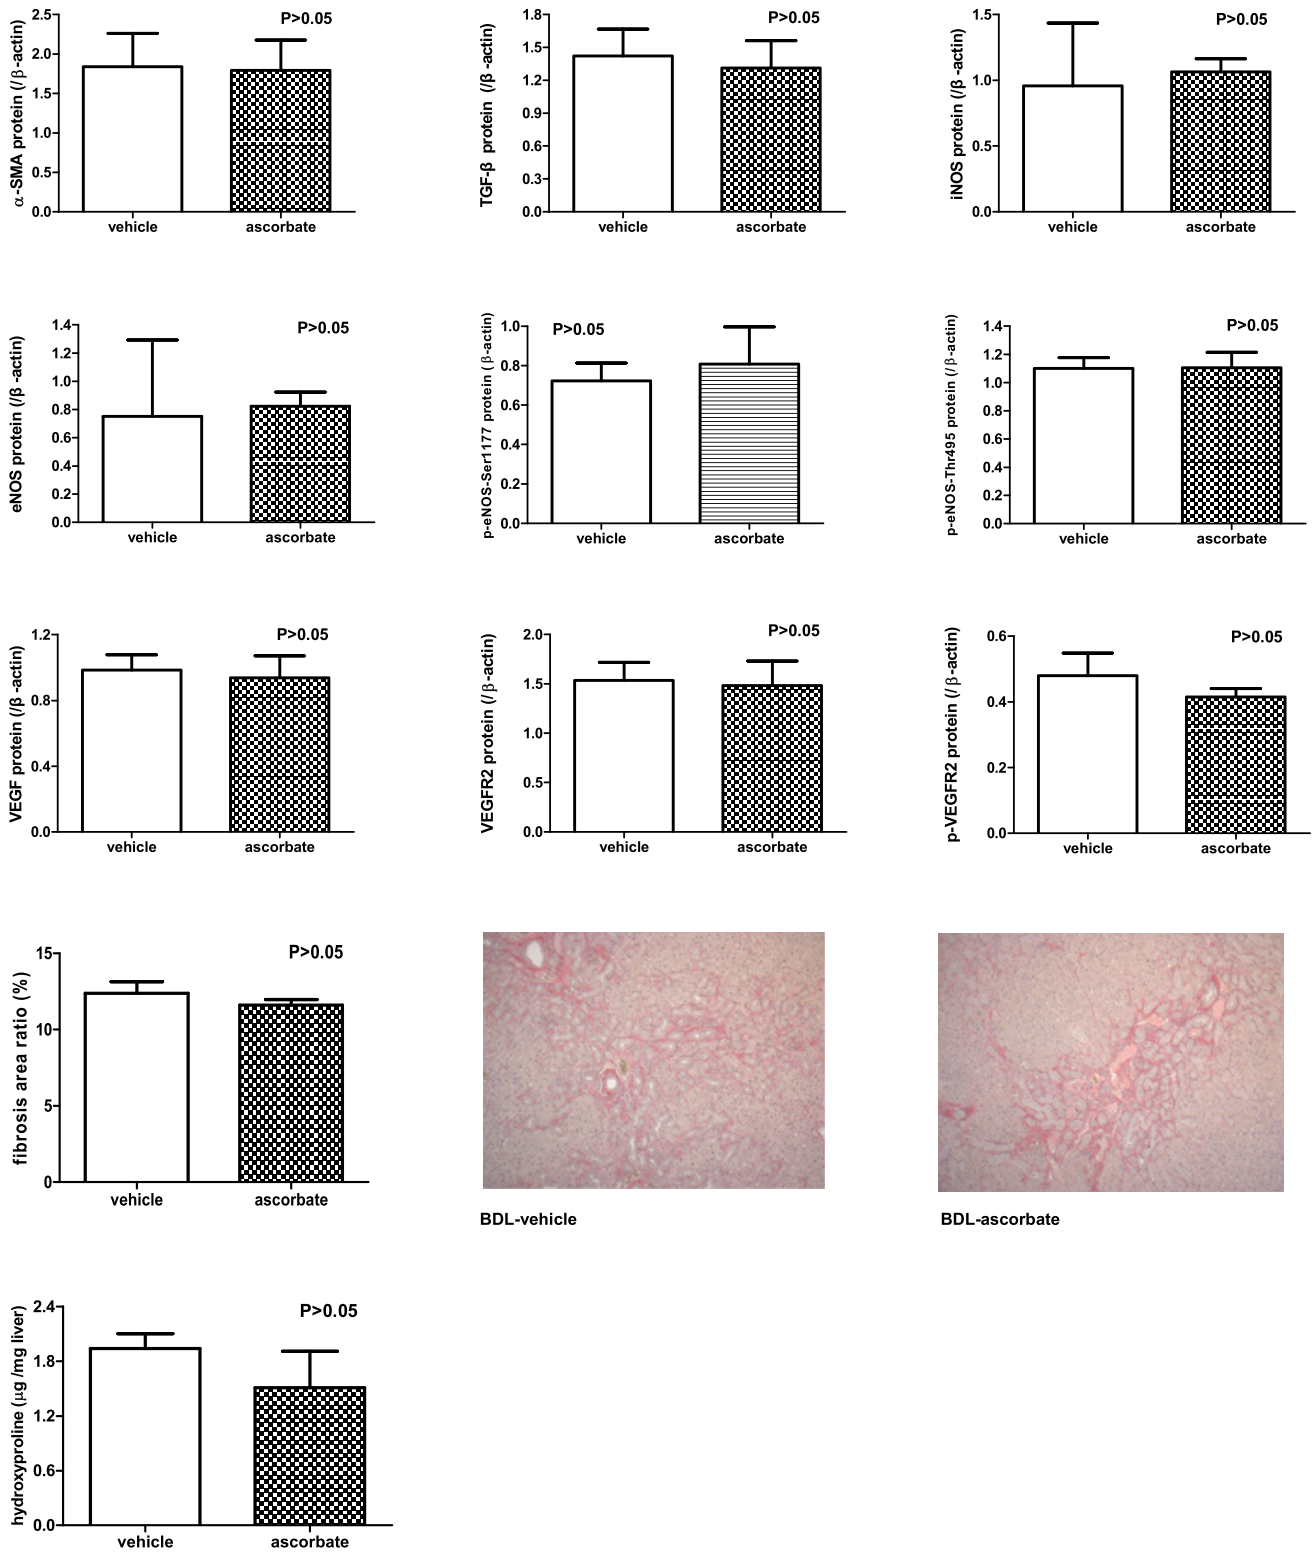 α-SMA protein (/β-actin)
2.5
2.0
1.5
1.0
0.5
0.0
P>0.05
vehicle
ascorbate
TGF-β protein (/β -actin)
1.8
1.5
1.2
0.9
0.6
0.3
0.0
P>0.05
vehicle
ascorbate
iNOS protein (/β -actin)
1.5
1.0
0.5
0.0
P>0.05
vehicle
ascorbate
eNOS protein (/β -actin)
1.4
1.2
1.0
0.8
0.6
0.4
0.2
0.0
P>0.05
vehicle
ascorbate
p-eNOS-Ser1177 protein ( β-actin)
1.0
0.8
0.6
0.4
0.2
0.0
P>0.05
vehicle
ascorbate
p-eNOS-Thr495 protein (/β-actin)
1.4
1.2
1.0
0.8
0.6
0.4
0.2
0.0
P>0.05
vehicle
ascorbate
VEGF protein (/β -actin)
1.2
0.8
0.4
0.0
P>0.05
vehicle
ascorbate
VEGFR2 protein (/β-actin)
2.0
1.5
1.0
0.5
0.0
P>0.05
vehicle
ascorbate
p-VEGFR2 protein (/β-actin)
0.6
0.4
0.2
0.0
P>0.05
vehicle
ascorbate
fibrosis area ratio (%)
15
10
5
0
P>0.05
vehicle
ascorbate
BDL-vehicle
BDL-ascorbate
hydroxyproline (μg /mg liver)
2.4
1.8
1.2
0.6
0.0
P>0.05
vehicle
ascorbate